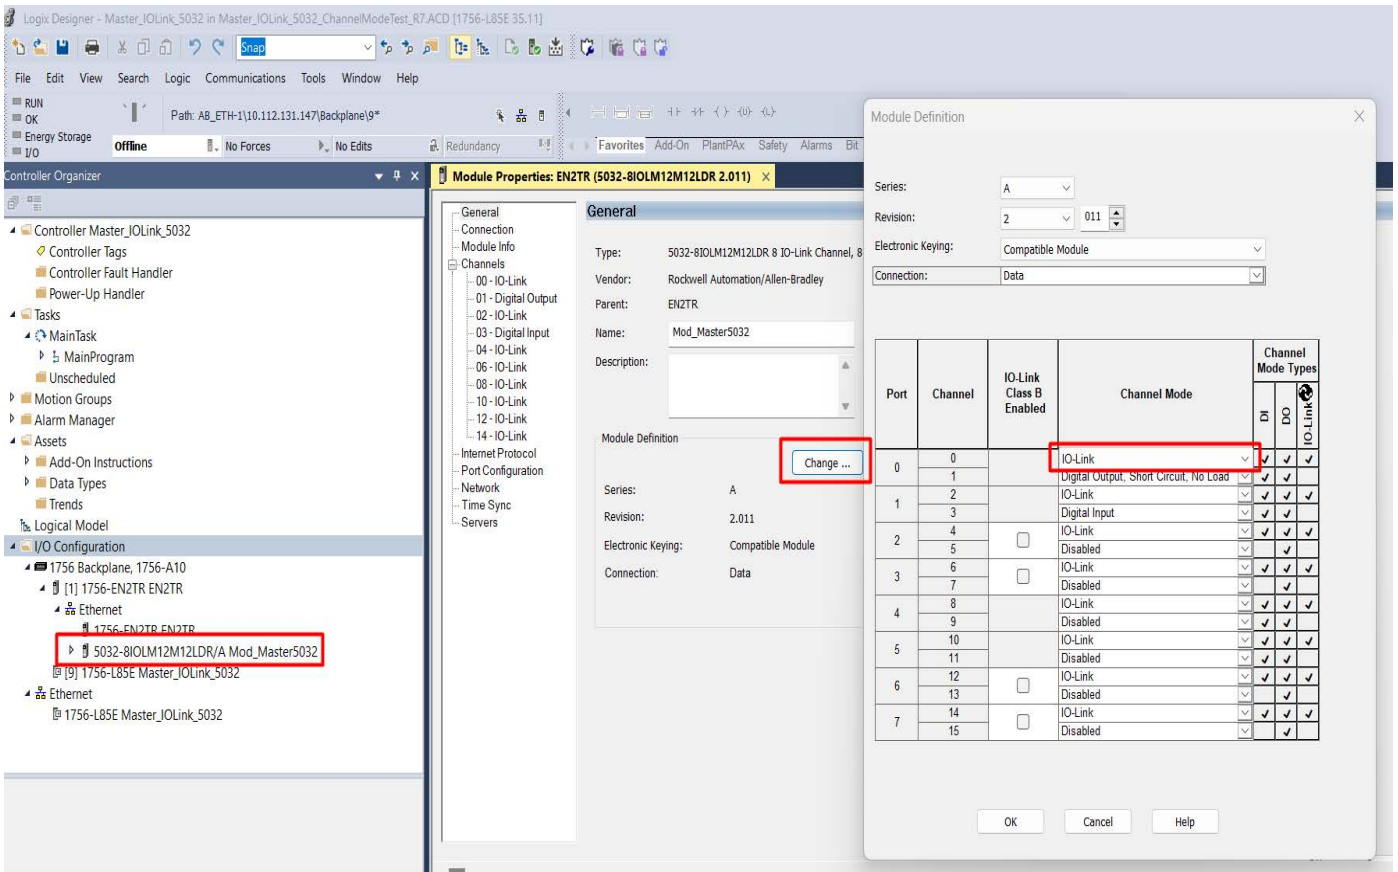 Logix Designer - Master_IOLink_5032 in Master_IOLink_5032_ChannelModeTest_R7.ACD [1756-L85E 35.11]
Snap
File Edit View Search Logic Communications Tools Window Help
RUN
OK
Energy Storage
I/O
Path: AB_ETH-1\10.112.131.147\Backplane\9*
Offline No Forces No Edits Redundancy
Favorites Add-On PlantPAx Safety Alarms Bit
Controller Organizer
Controller Master_IOLink_5032
Controller Tags
Controller Fault Handler
Power-Up Handler
Tasks
MainTask
MainProgram
Unscheduled
Motion Groups
Alarm Manager
Assets
Add-On Instructions
Data Types
Trends
Logical Model
I/O Configuration
1756 Backplane, 1756-A10
[1] 1756-EN2TR EN2TR
Ethernet
1756-EN2TR EN2TR
5032-8IOLM12M12LDR/A Mod_Master5032
[9] 1756-L85E Master_IOLink_5032
Ethernet
1756-L85E Master_IOLink_5032
Module Properties: EN2TR (5032-8IOLM12M12LDR 2.011) ×
General
Connection
Module Info
Channels
00 - IO-Link
01 - Digital Output
02 - IO-Link
03 - Digital Input
04 - IO-Link
06 - IO-Link
08 - IO-Link
10 - IO-Link
12 - IO-Link
14 - IO-Link
Internet Protocol
Port Configuration
Network
Time Sync
Servers
General
Type: 5032-8IOLM12M12LDR 8 IO-Link Channel, 8
Vendor: Rockwell Automation/Allen-Bradley
Parent: EN2TR
Name: Mod_Master5032
Description:
Module Definition
Change ...
Series: A
Revision: 2.011
Electronic Keying: Compatible Module
Connection: Data
Module Definition
Series: A
Revision: 2 011
Electronic Keying: Compatible Module
Connection: Data
Port Channel IO-Link Class B Enabled Channel Mode Channel Mode Types
DI DO IO-Link
0 0 IO-Link
1 Digital Output, Short Circuit, No Load
1 2 IO-Link
3 Digital Input
2 4 IO-Link
5 Disabled
3 6 IO-Link
7 Disabled
4 8 IO-Link
9 Disabled
5 10 IO-Link
11 Disabled
6 12 IO-Link
13 Disabled
7 14 IO-Link
15 Disabled
OK Cancel Help